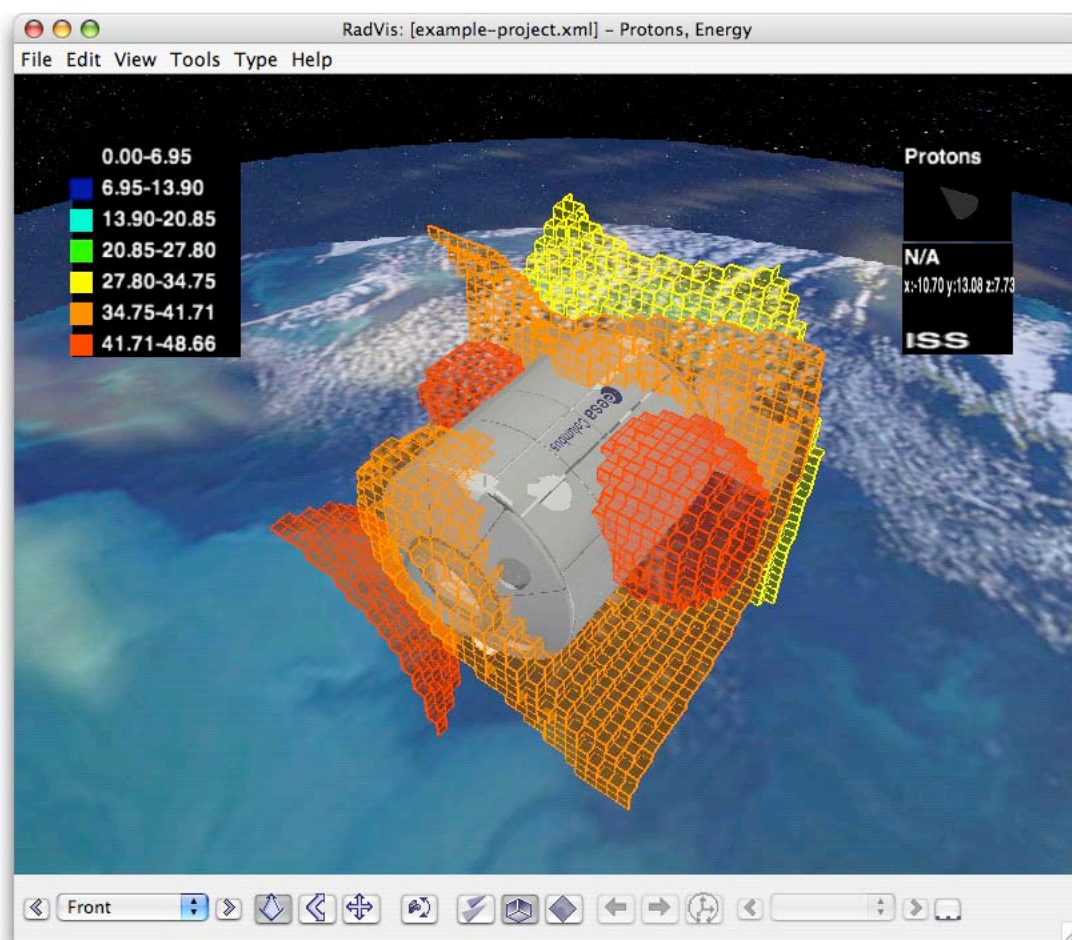 RadVis: [example-project.xml] – Protons, Energy
File Edit View Tools Type Help
0.00-6.95
6.95-13.90
13.90-20.85
20.85-27.80
27.80-34.75
34.75-41.71
41.71-48.66
Protons
N/A
x:-10.70 y:13.08 z:7.73
ISS
esa Columbus
Front